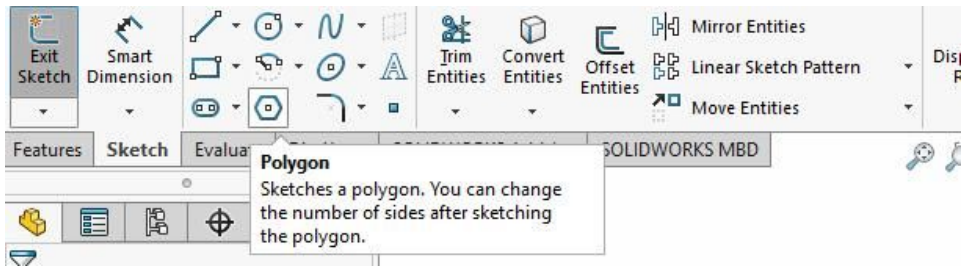 Exit
Sketch
Smart
Dimension
Trim
Entities
Convert
Entities
Offset
Entities
Mirror Entities
Linear Sketch Pattern
Move Entities
Features
Sketch
SOLIDWORKS MBD
Polygon
Sketches a polygon. You can change
the number of sides after sketching
the polygon.